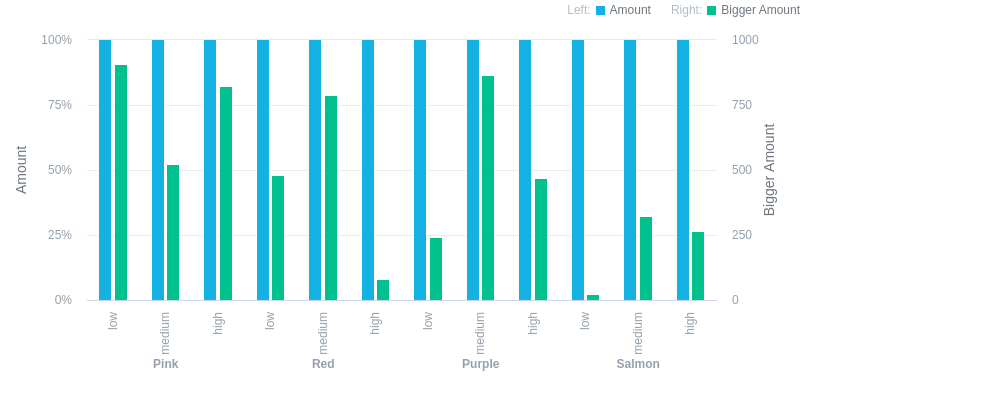 Left: Amount Right: Bigger Amount
100% 1000
75% 750
50% 500
25% 250
0% 0
Amount
Bigger Amount
low medium high low medium high low medium high low medium high
Pink Red Purple Salmon